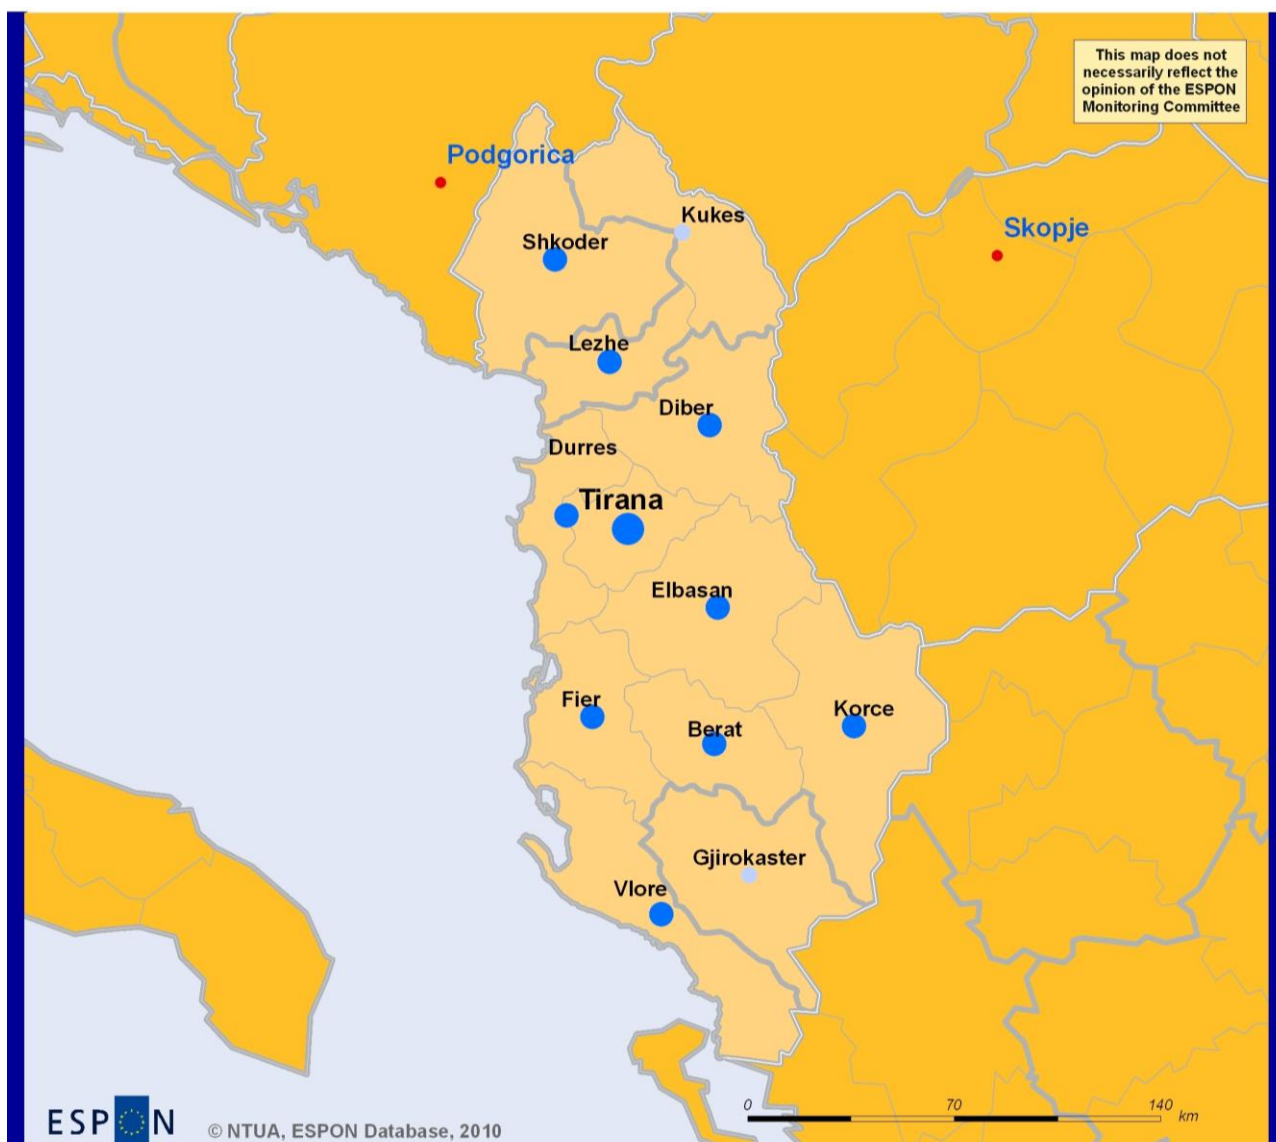 This map does not
necessarily reflect the
opinion of the ESPON
Monitoring Committee
Podgorica
Kukes
Skopje
Shkoder
Lezhe
Diber
Durres
Tirana
Elbasan
Fier
Korce
Berat
Gjirokaster
Vlore
0 70 140
km
ESPON
© NTUA, ESPON Database, 2010